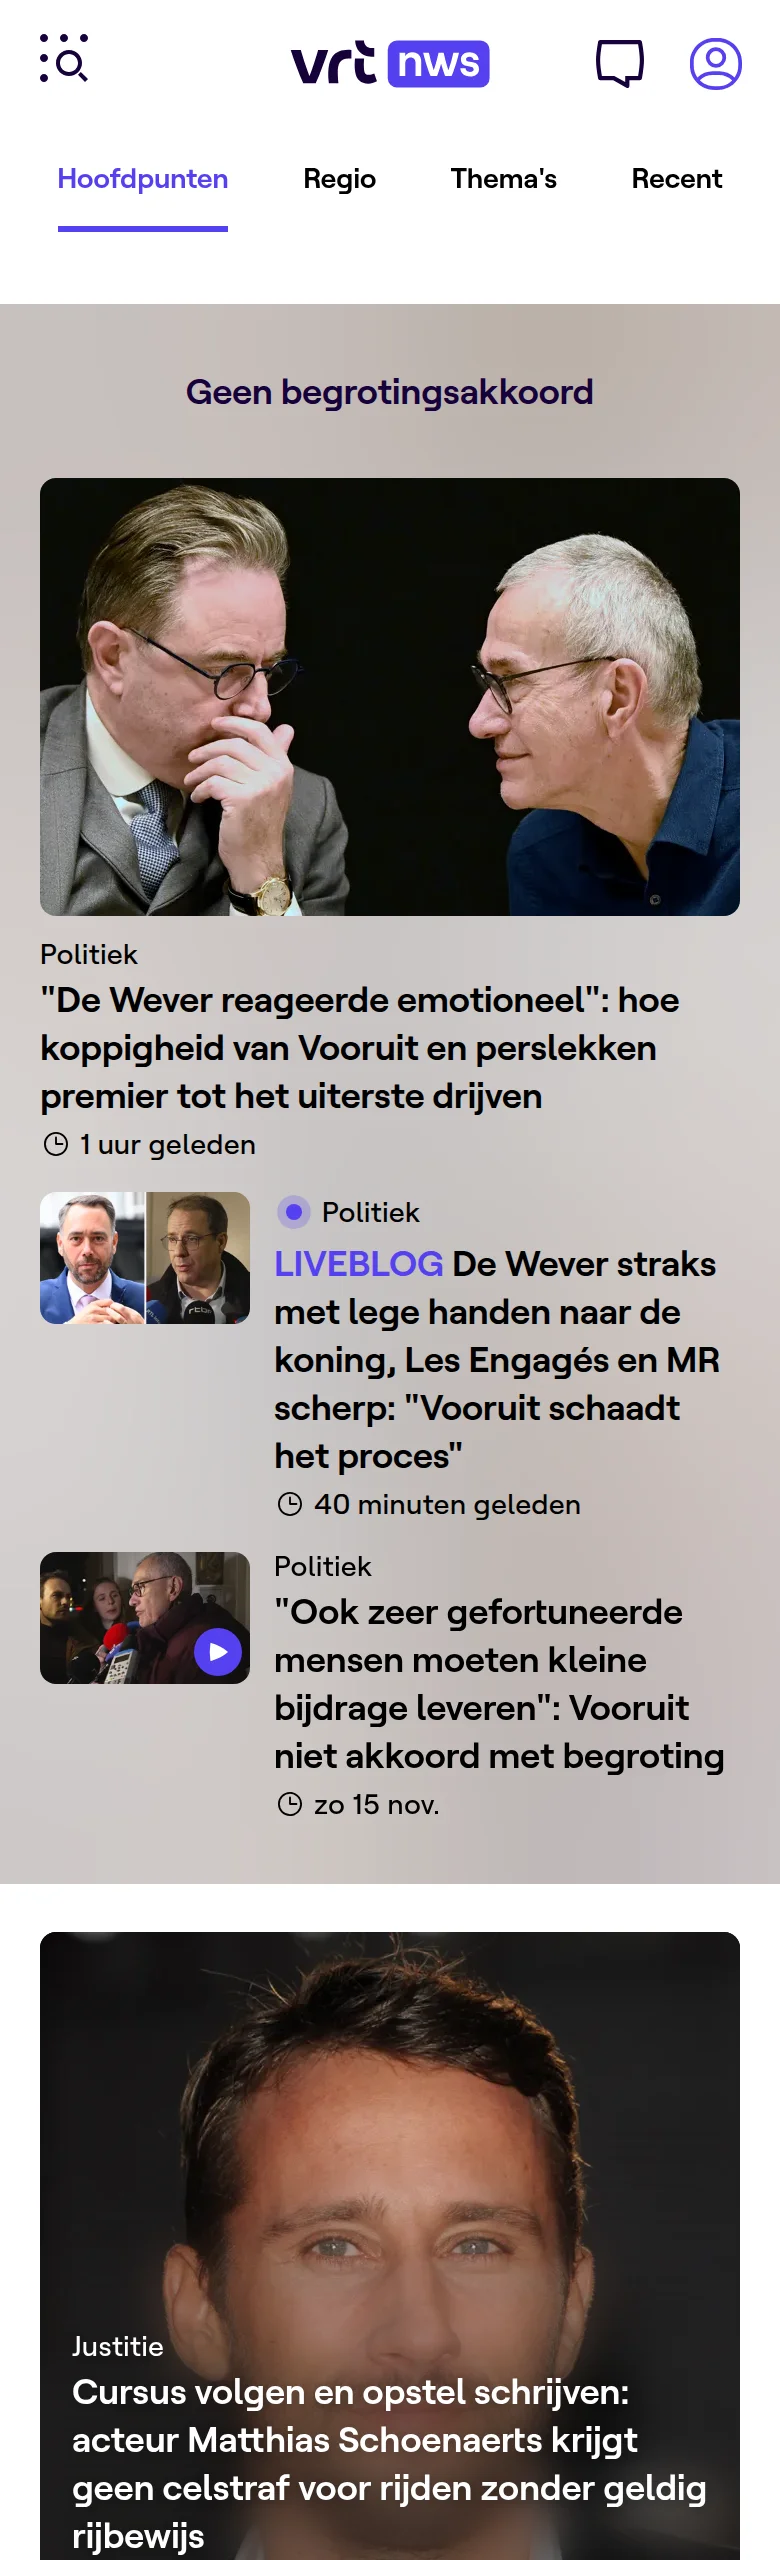 vrt nws
Hoofdpunten Regio Thema's Recent
Geen begrotingsakkoord
Politiek
"De Wever reageerde emotioneel": hoe
koppigheid van Vooruit en perslekken
premier tot het uiterste drijven
1 uur geleden
Politiek
LIVEBLOG De Wever straks
met lege handen naar de
koning, Les Engagés en MR
scherp: "Vooruit schaadt
het proces"
40 minuten geleden
Politiek
"Ook zeer gefortuneerde
mensen moeten kleine
bijdrage leveren": Vooruit
niet akkoord met begroting
zo 15 nov.
Justitie
Cursus volgen en opstel schrijven:
acteur Matthias Schoenaerts krijgt
geen celstraf voor rijden zonder geldig
rijbewijs